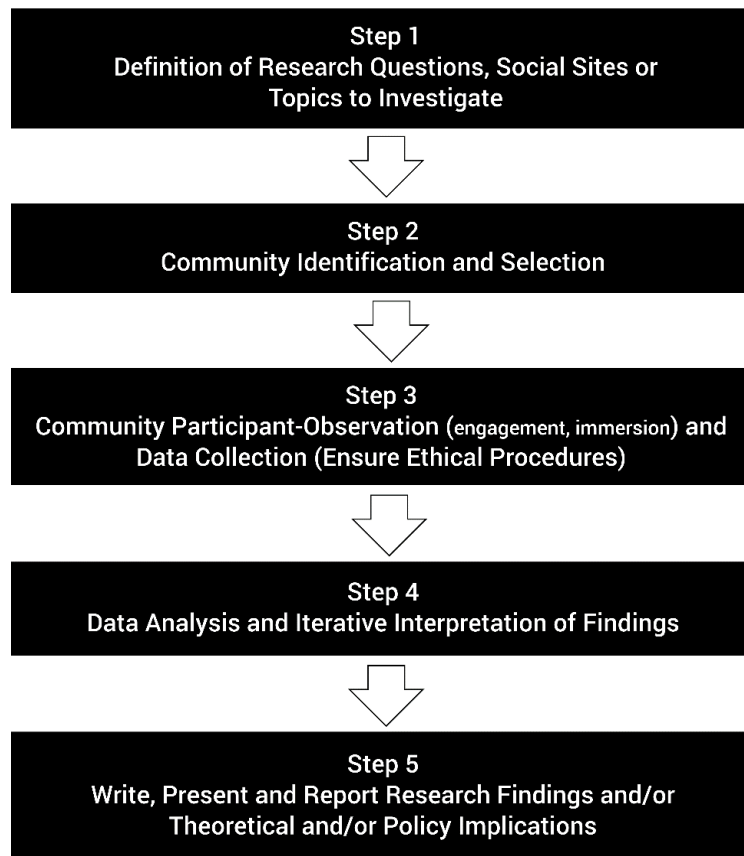 Step 1
Definition of Research Questions, Social Sites or
Topics to Investigate
Step 2
Community Identification and Selection
Step 3
Community Participant-Observation (engagement, immersion) and
Data Collection (Ensure Ethical Procedures)
Step 4
Data Analysis and Iterative Interpretation of Findings
Step 5
Write, Present and Report Research Findings and/or
Theoretical and/or Policy Implications